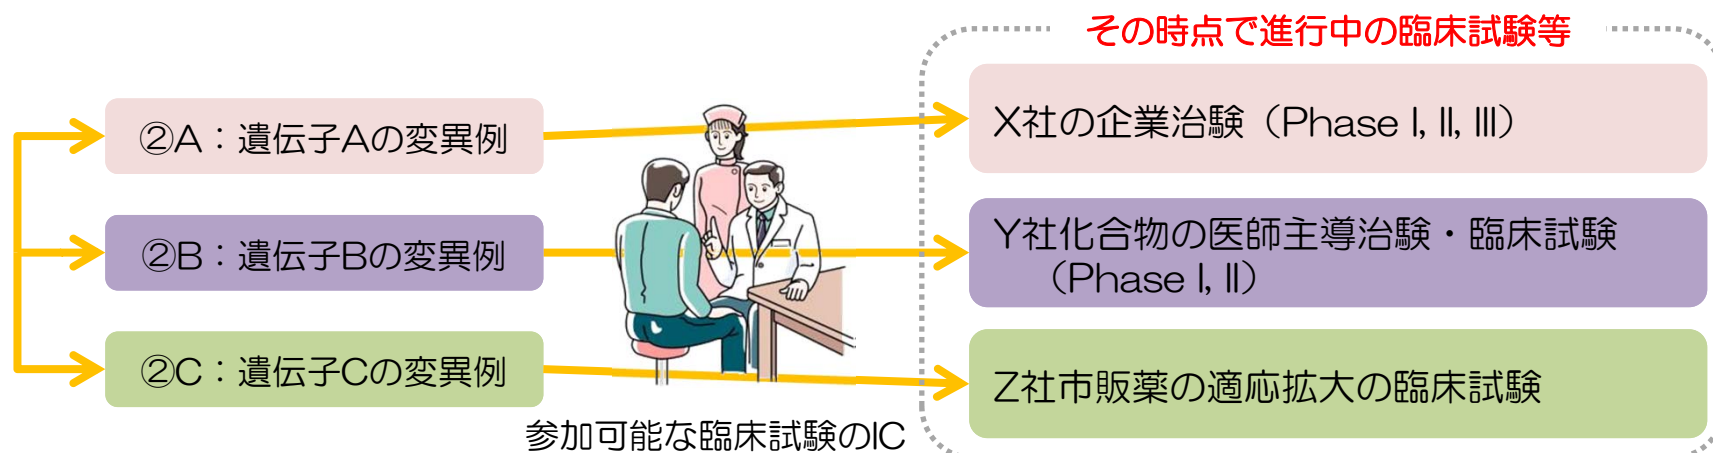 その時点で進行中の臨床試験等
②A：遺伝子Aの変異例
X社の企業治験（Phase I, II, III）
②B：遺伝子Bの変異例
Y社化合物の医師主導治験・臨床試験
（Phase I, II）
②C：遺伝子Cの変異例
Z社市販薬の適応拡大の臨床試験
参加可能な臨床試験のIC